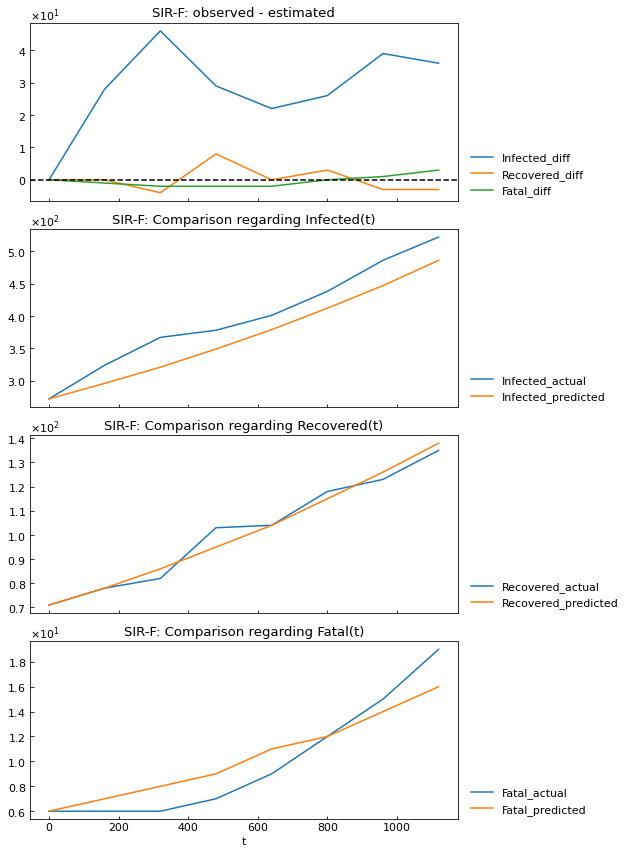 SIR-F: observed - estimated
×10¹
4
3
2
1
0
Infected_diff
Recovered_diff
Fatal_diff
SIR-F: Comparison regarding Infected(t)
×10²
5.0
4.5
4.0
3.5
3.0
Infected_actual
Infected_predicted
SIR-F: Comparison regarding Recovered(t)
×10²
1.4
1.3
1.2
1.1
1.0
0.9
0.8
0.7
Recovered_actual
Recovered_predicted
SIR-F: Comparison regarding Fatal(t)
×10¹
1.8
1.6
1.4
1.2
1.0
0.8
0.6
Fatal_actual
Fatal_predicted
0 200 400 600 800 1000
t